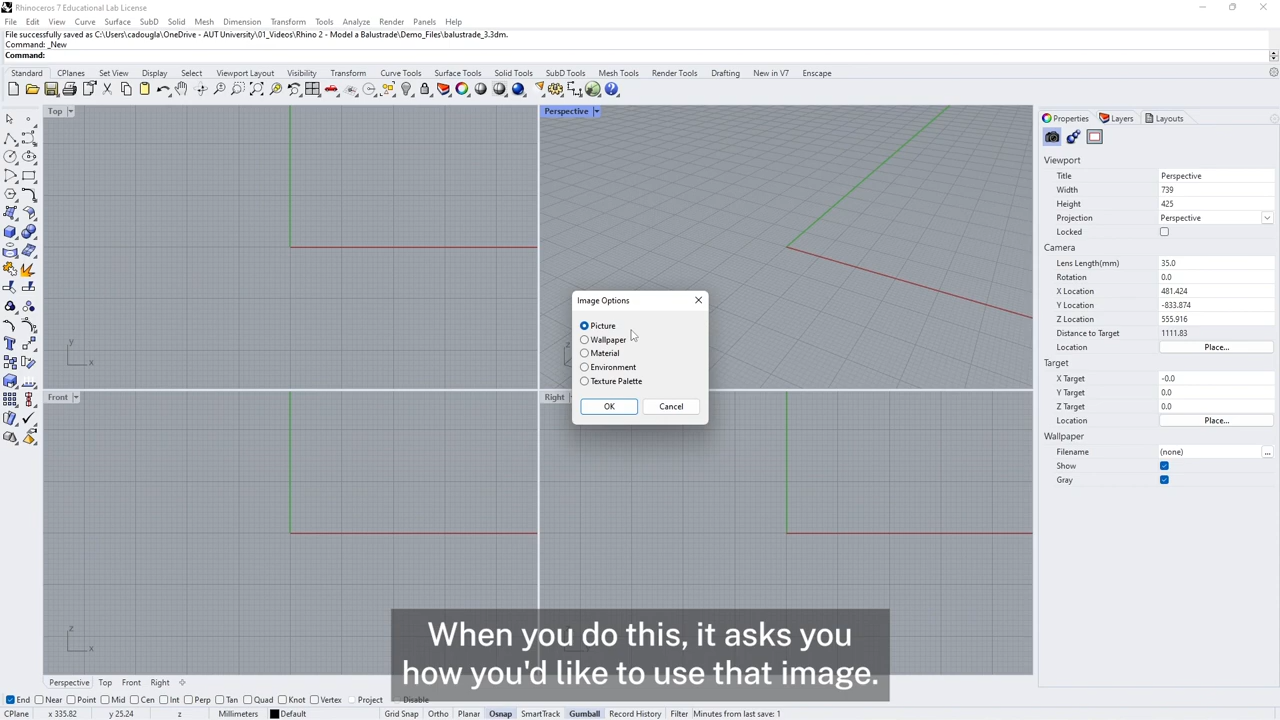 Rhinoceros 7 Educational Lab License
File Edit View Curve Surface SubD Solid Mesh Dimension Transform Tools Analyze Render Panels Help
File successfully saved as C:\Users\cadougla\OneDrive - AUT University\01_Videos\Rhino 2 - Model a Balustrade\Demo_Files\balustrade_3.3dm.
Command: _New
Command:
Standard CPlanes Set View Display Select Viewport Layout Visibility Transform Curve Tools Surface Tools Solid Tools SubD Tools Mesh Tools Render Tools Drafting New in V7 Enscape
Top
Perspective
Properties Layers Layouts
Viewport
Title Perspective
Width 739
Height 425
Projection Perspective
Locked
Camera
Lens Length(mm) 35.0
Rotation 0.0
X Location 481.424
Y Location -833.874
Z Location 555.916
Distance to Target 1111.83
Location Place...
Target
X Target -0.0
Y Target 0.0
Z Target 0.0
Location Place...
Wallpaper
Filename (none) ...
Show
Gray
Image Options
Picture
Wallpaper
Material
Environment
Texture Palette
OK Cancel
y
x
z
Front
Right
z
x
z
When you do this, it asks you
how you'd like to use that image.
Perspective Top Front Right
End Near Point Mid Cen Int Perp Tan Quad Knot Vertex Project Disable
CPlane x 335.82 y 25.24 z Millimeters Default Grid Snap Ortho Planar Osnap SmartTrack Gumball Record History Filter Minutes from last save: 1